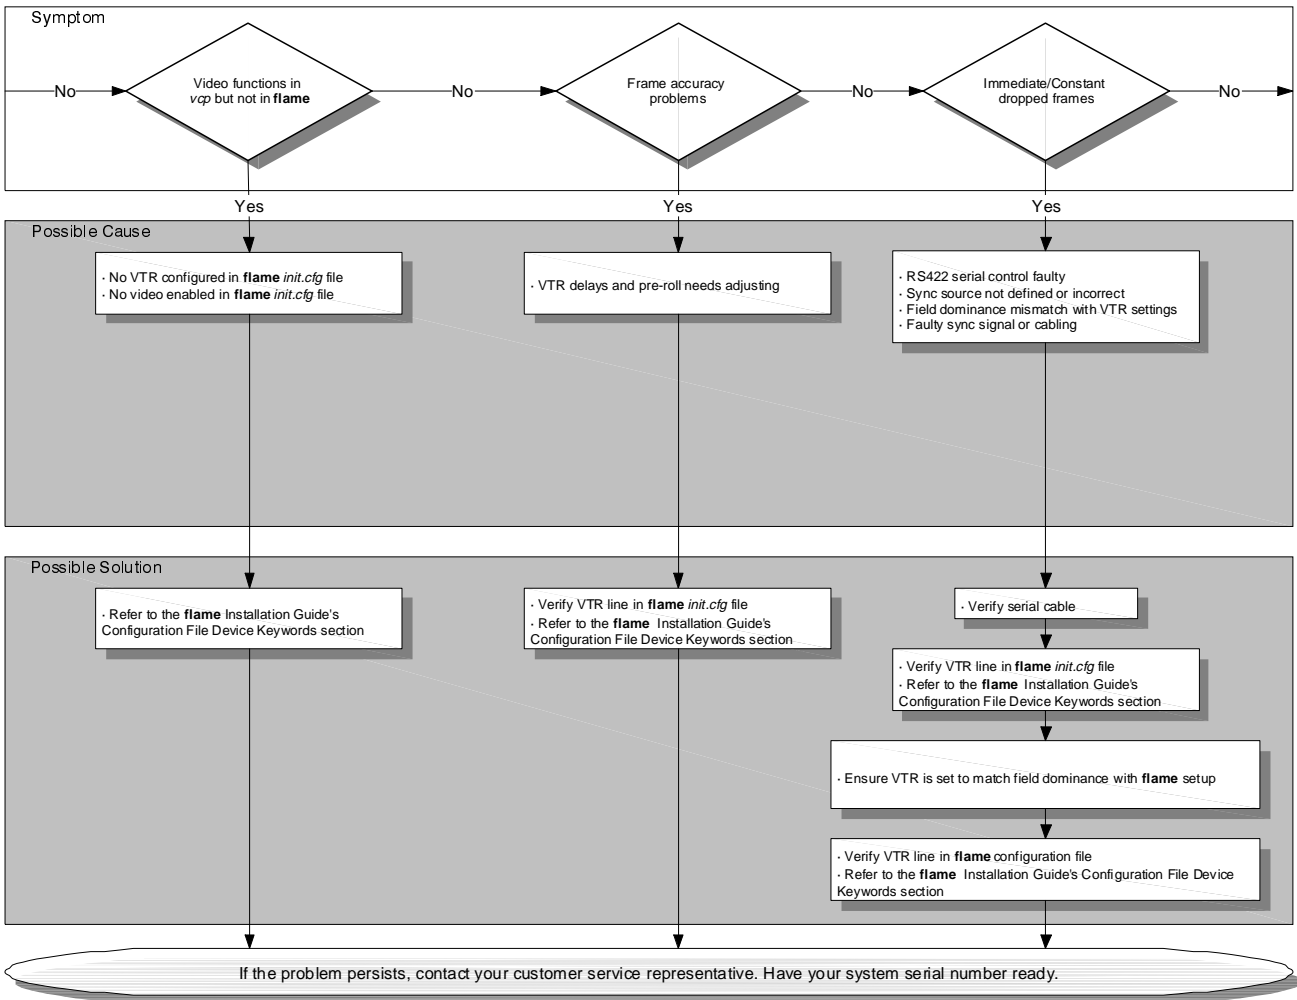 Symptom
No
Video functions in
vcp but not in flame
No
Frame accuracy
problems
No
Immediate/Constant
dropped frames
No
Yes
Yes
Yes
Possible Cause
· No VTR configured in flame init.cfg file
· No video enabled in flame init.cfg file
· VTR delays and pre-roll needs adjusting
· RS422 serial control faulty
· Sync source not defined or incorrect
· Field dominance mismatch with VTR settings
· Faulty sync signal or cabling
Possible Solution
· Refer to the flame Installation Guide's
Configuration File Device Keywords section
· Verify VTR line in flame init.cfg file
· Refer to the flame Installation Guide's
Configuration File Device Keywords section
· Verify serial cable
· Verify VTR line in flame init.cfg file
· Refer to the flame Installation Guide's
Configuration File Device Keywords section
· Ensure VTR is set to match field dominance with flame setup
· Verify VTR line in flame configuration file
· Refer to the flame Installation Guide's Configuration File Device
Keywords section
If the problem persists, contact your customer service representative. Have your system serial number ready.